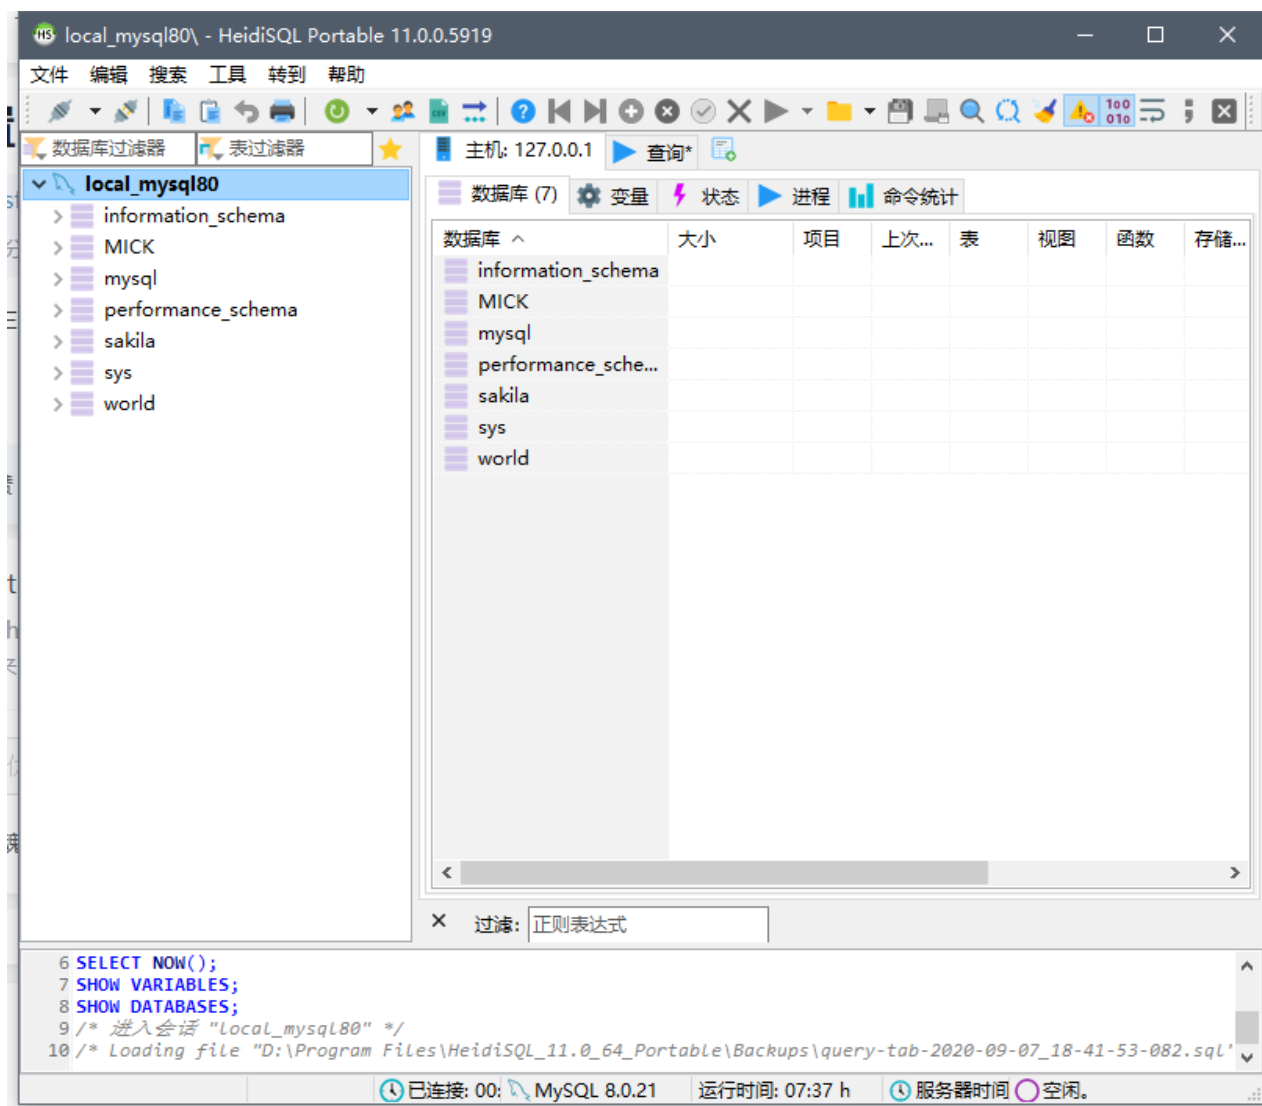 local_mysql80\ - HeidiSQL Portable 11.0.0.5919
文件 编辑 搜索 工具 转到 帮助
数据库过滤器 表过滤器
主机: 127.0.0.1 查询*
local_mysql80
information_schema
MICK
mysql
performance_schema
sakila
sys
world
数据库 (7) 变量 状态 进程 命令统计
数据库 大小 项目 上次... 表 视图 函数 存储...
information_schema
MICK
mysql
performance_sche...
sakila
sys
world
过滤: 正则表达式
6 SELECT NOW();
7 SHOW VARIABLES;
8 SHOW DATABASES;
9 /* 进入会话 "local_mysql80" */
10 /* Loading file "D:\Program Files\HeidiSQL_11.0_64_Portable\Backups\query-tab-2020-09-07_18-41-53-082.sql"
已连接: 00: MySQL 8.0.21 运行时间: 07:37 h 服务器时间 空闲。